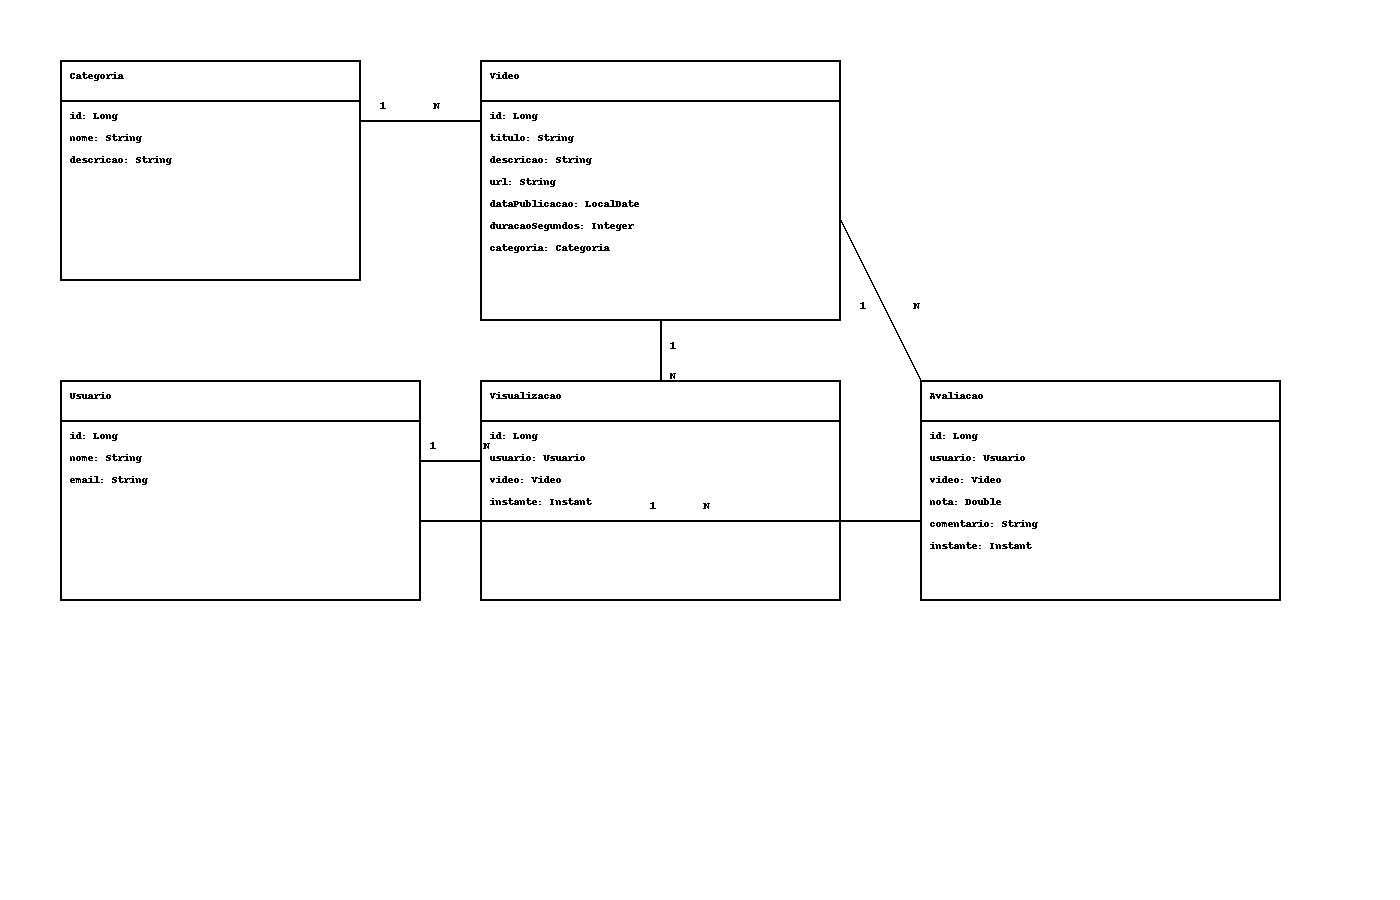 Categoria
id: Long
nome: String
descricao: String
1 N
Video
id: Long
titulo: String
descricao: String
url: String
dataPublicacao: LocalDate
duracaoSegundos: Integer
categoria: Categoria
1 N
1
N
Usuario
id: Long
nome: String
email: String
1 N
Visualizacao
id: Long
usuario: Usuario
video: Video
instante: Instant
1 N
Avaliacao
id: Long
usuario: Usuario
video: Video
nota: Double
comentario: String
instante: Instant